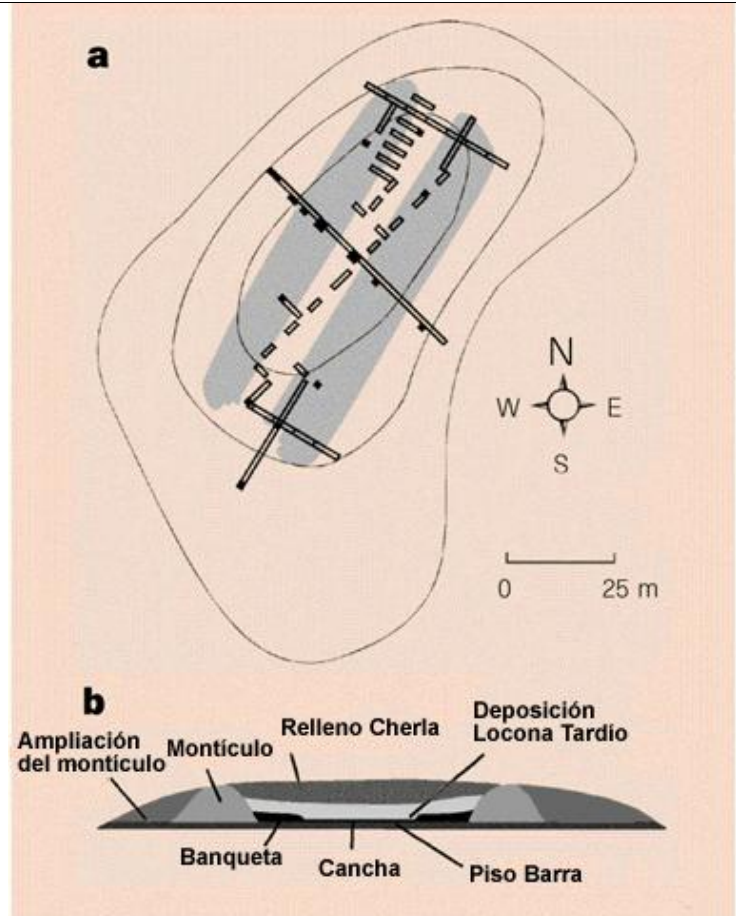 a
N
W E
S
0 25 m
b
Ampliación
del montículo
Montículo
Relleno Cherla
Deposición
Locona Tardío
Banqueta
Cancha
Piso Barra